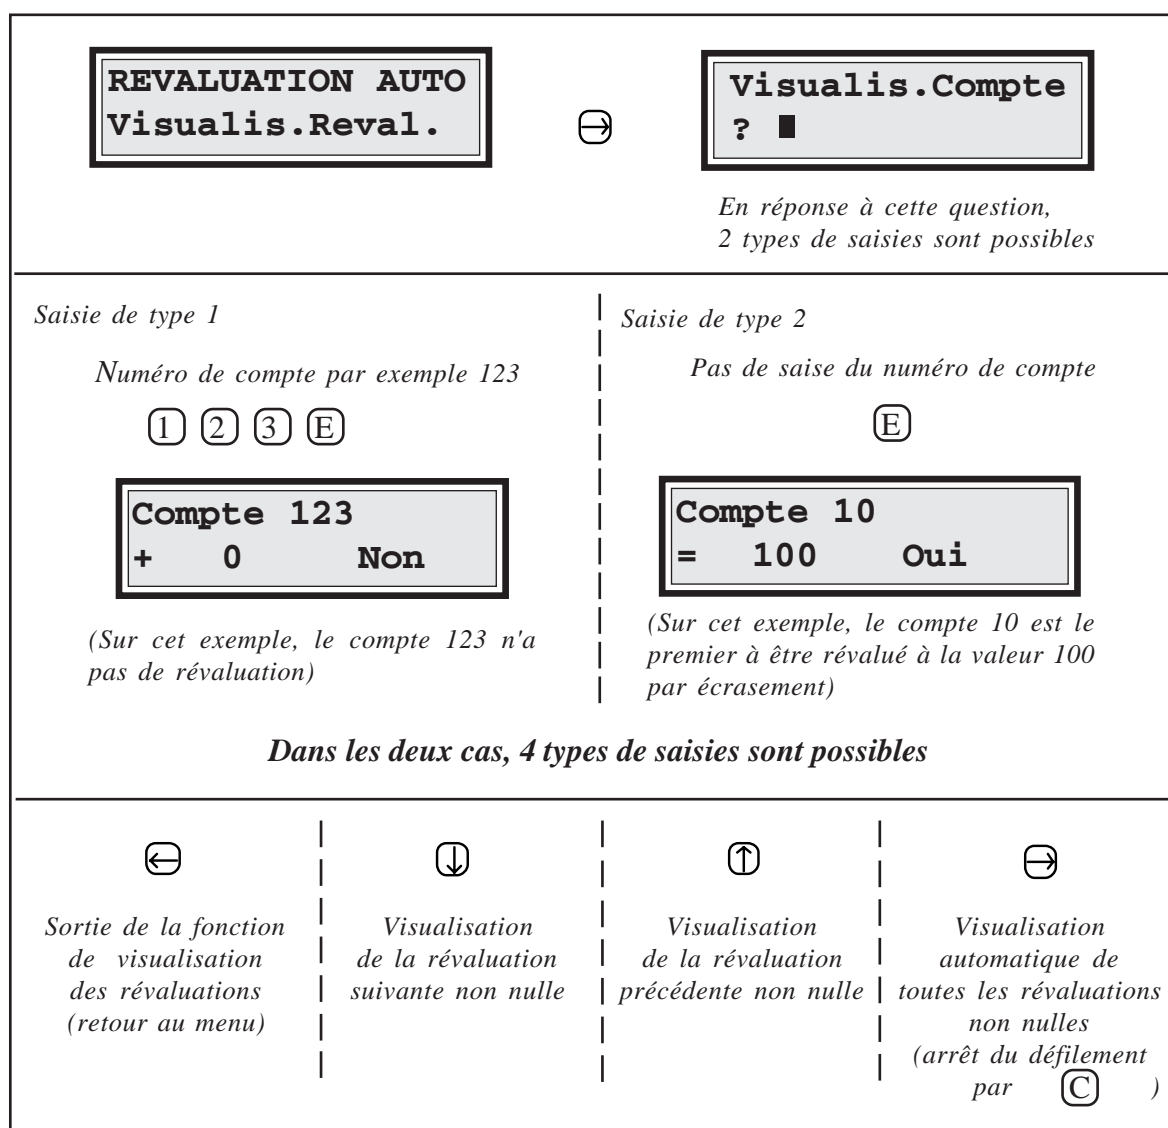 REVALUATION AUTO
Visualis.Reval.
→
Visualis.Compte
?
En réponse à cette question,
2 types de saisies sont possibles
Saisie de type 1
Numéro de compte par exemple 123
1 2 3 E
Compte 123
+ 0 Non
(Sur cet exemple, le compte 123 n'a
pas de révaluation)
Saisie de type 2
Pas de saise du numéro de compte
E
Compte 10
= 100 Oui
(Sur cet exemple, le compte 10 est le
premier à être révalué à la valeur 100
par écrasement)
Dans les deux cas, 4 types de saisies sont possibles
←
Sortie de la fonction
de visualisation
des révaluations
(retour au menu)
↓
Visualisation
de la révaluation
suivante non nulle
↑
Visualisation
de la révaluation
précédente non nulle
→
Visualisation
automatique de
toutes les révaluations
non nulles
(arrêt du défilement
par C )